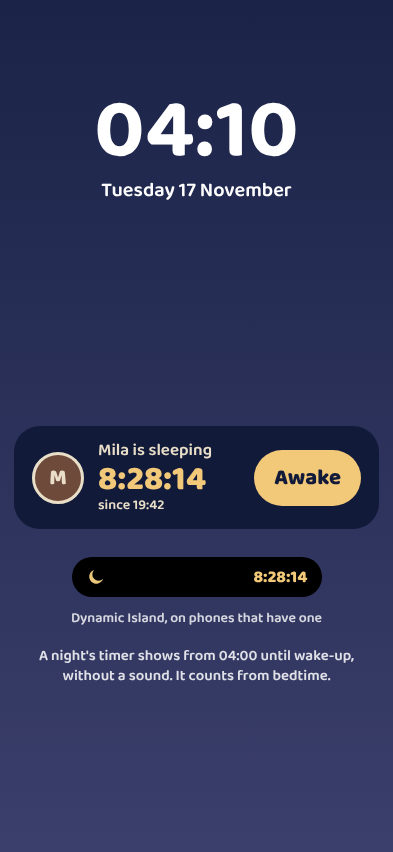 04:10
Tuesday 17 November
Mila is sleeping
M
8:28:14
Awake
since 19:42
8:28:14
Dynamic Island, on phones that have one
A night's timer shows from 04:00 until wake-up,
without a sound. It counts from bedtime.